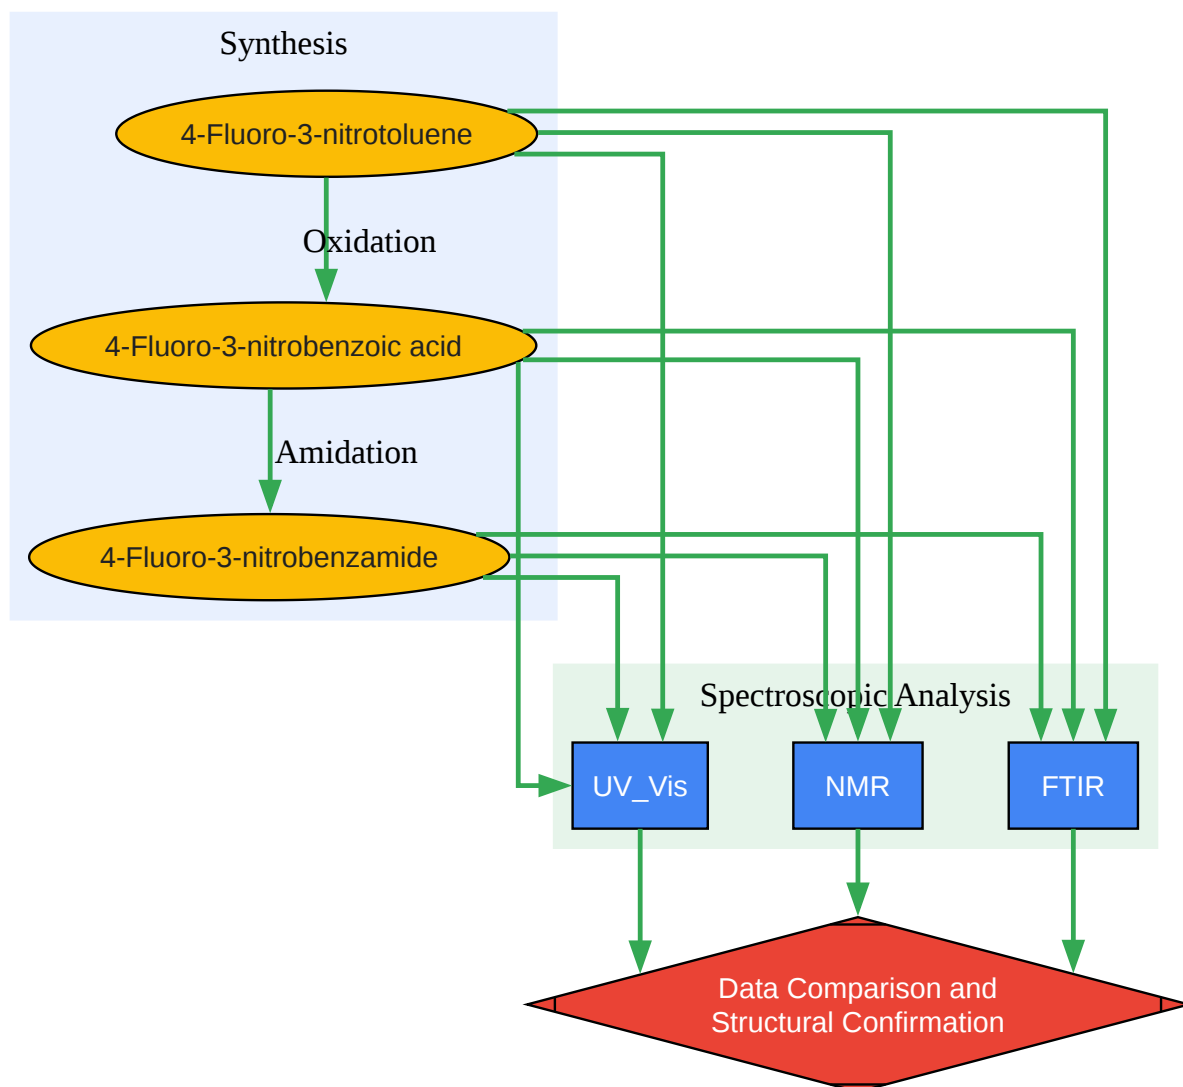 Synthesis
4-Fluoro-3-nitrotoluene
Oxidation
4-Fluoro-3-nitrobenzoic acid
Amidation
4-Fluoro-3-nitrobenzamide
Spectroscopic Analysis
UV_Vis
NMR
FTIR
Data Comparison and
Structural Confirmation